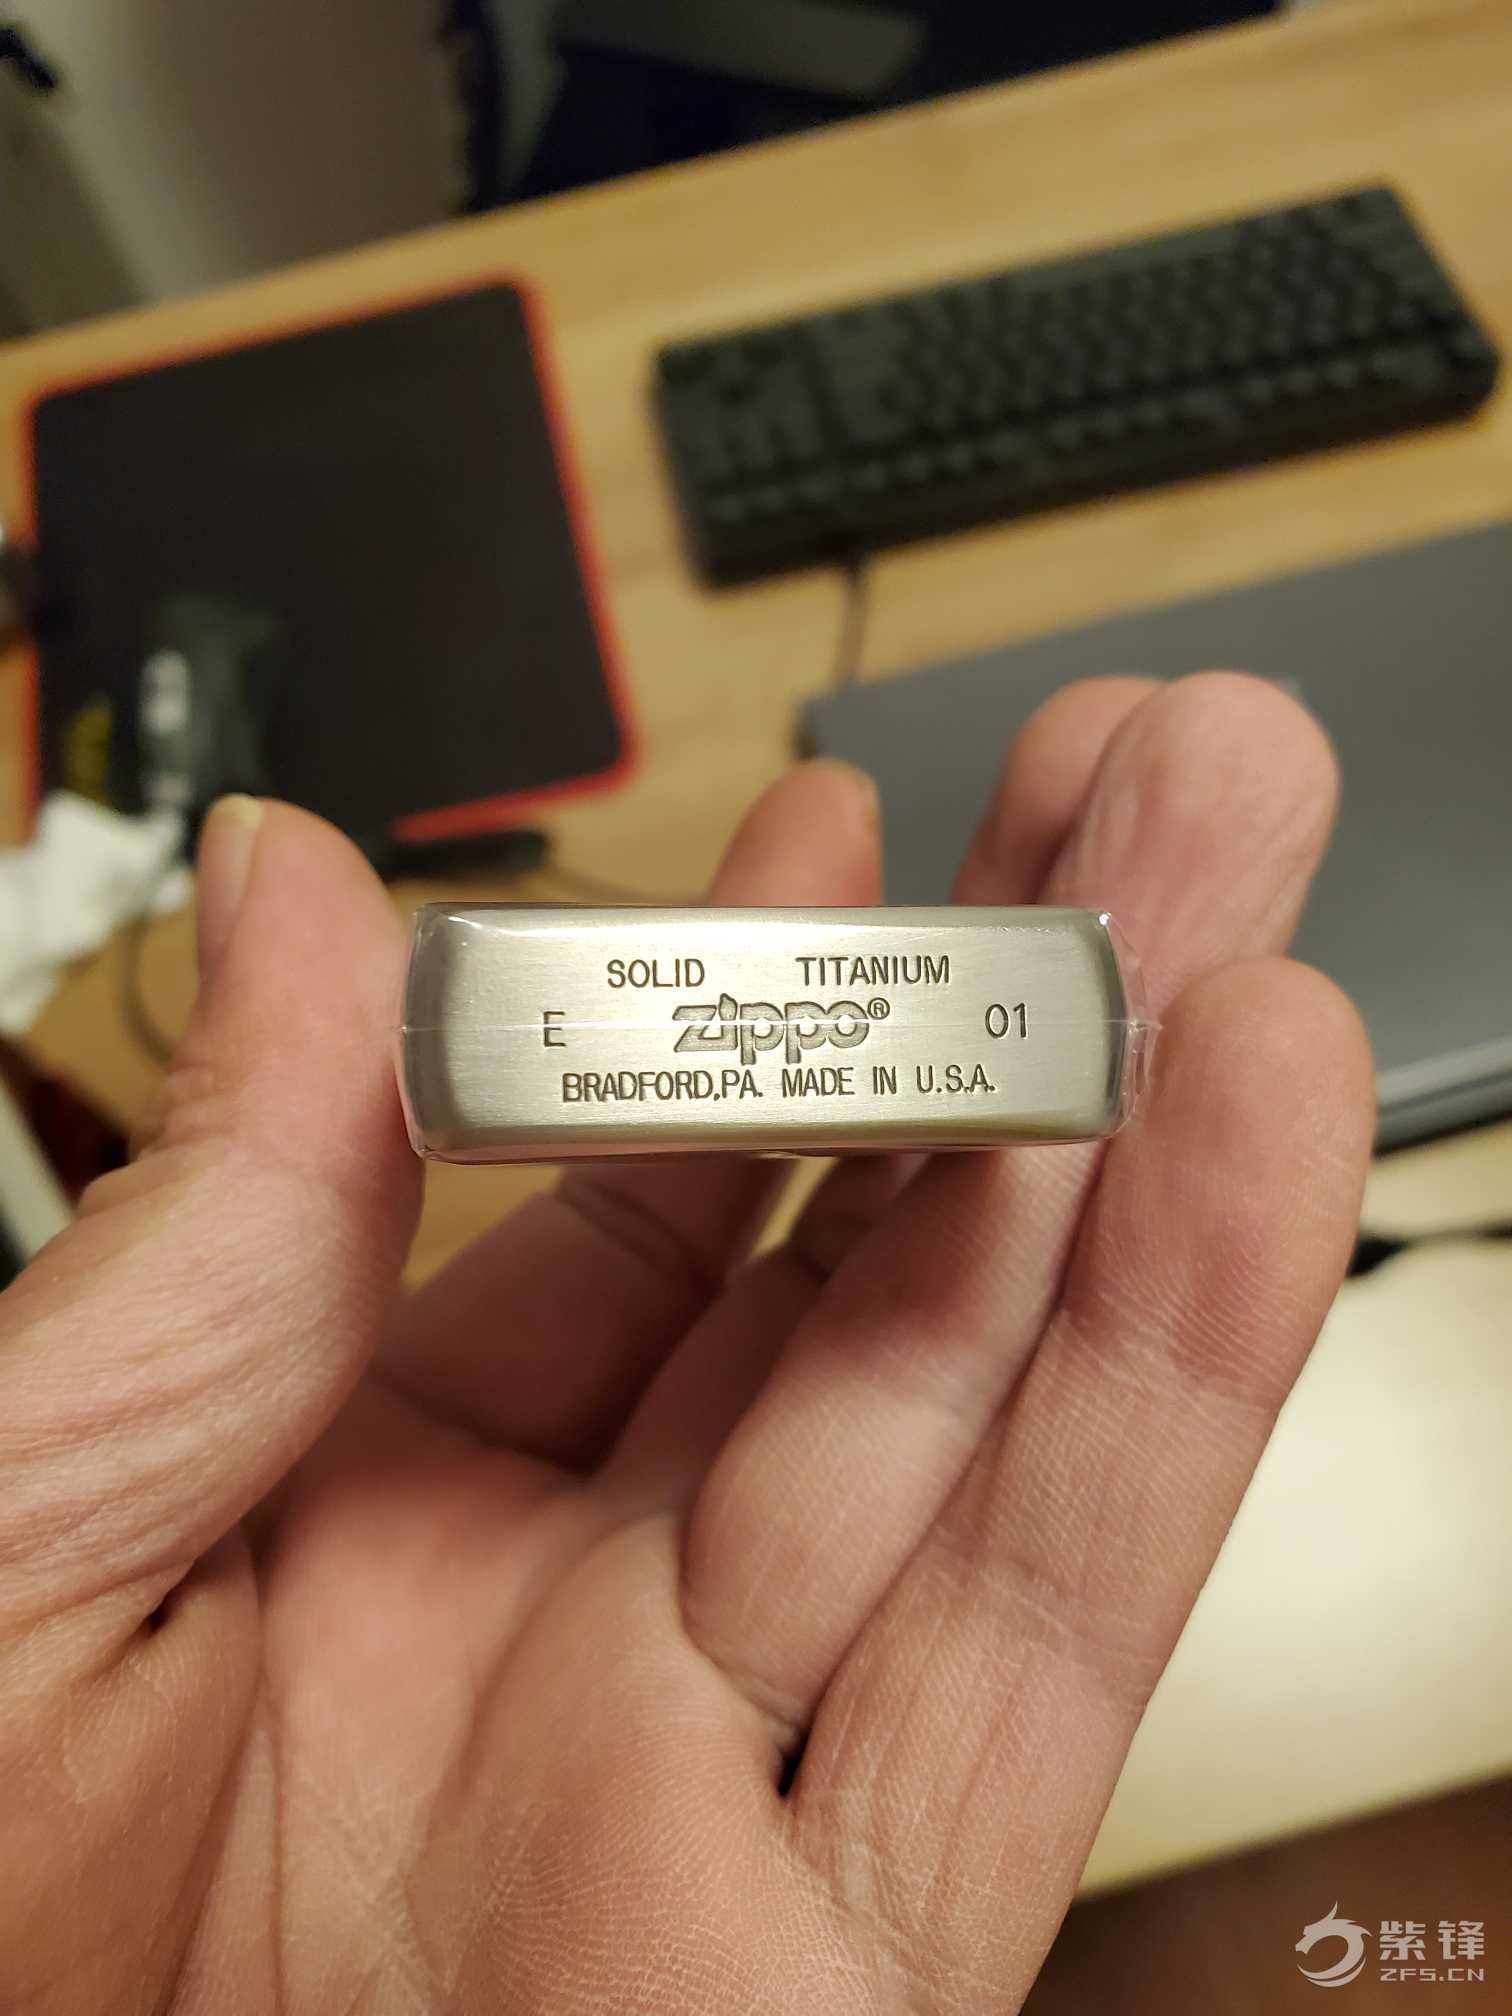 SOLID TITANIUM
E zippo® 01
BRADFORD,PA. MADE IN U.S.A.
紫锋
ZFS.CN